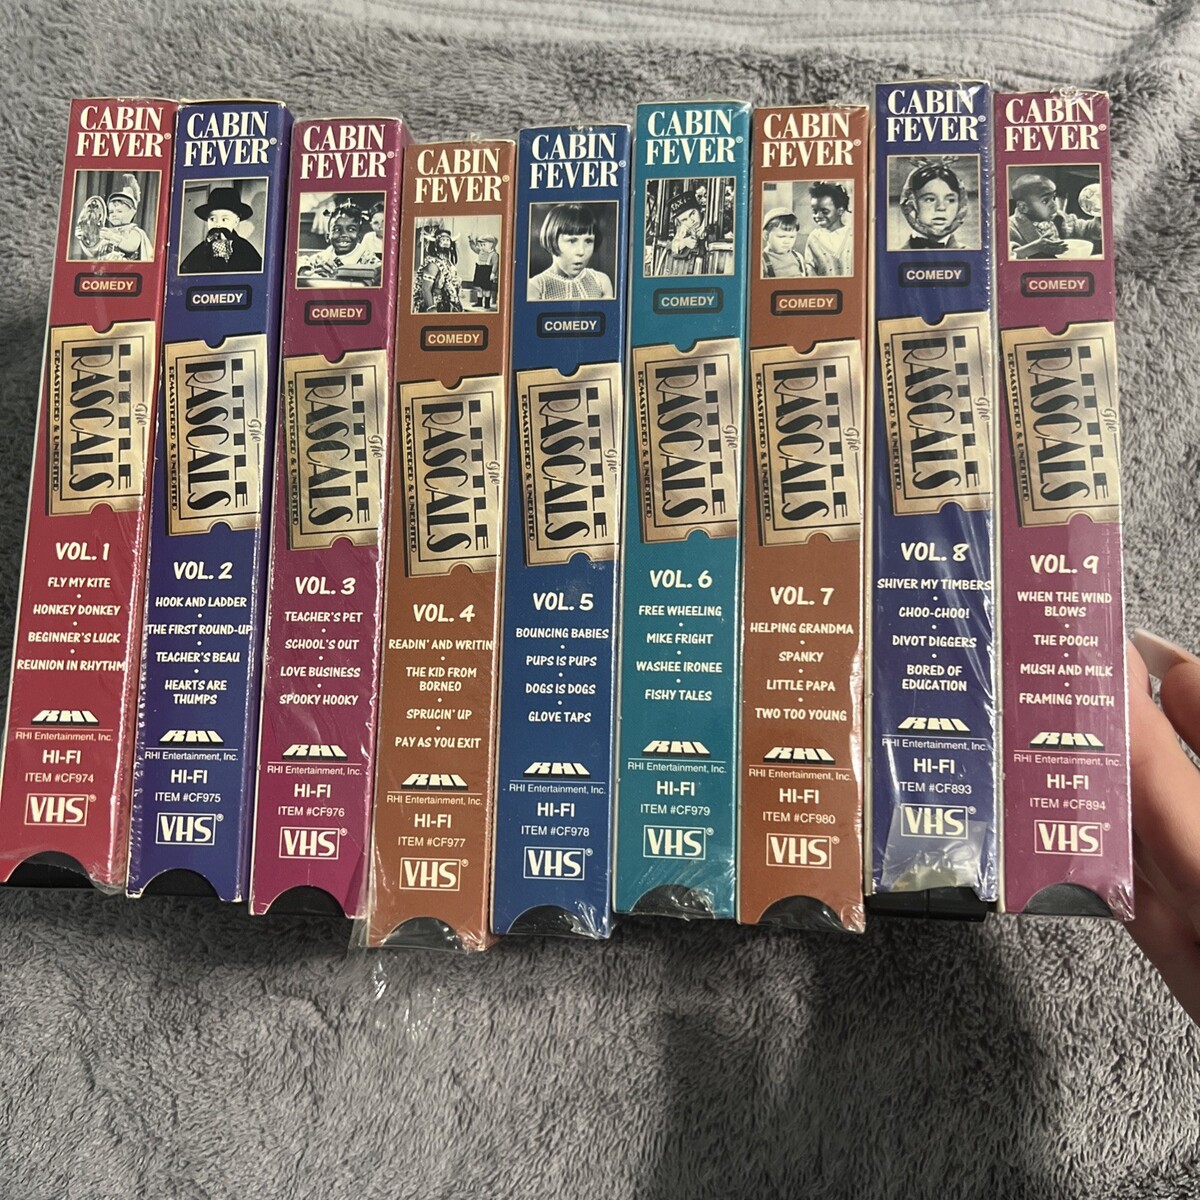 CABIN
FEVER®
COMEDY
The
LITTLE
RASCALS
REMASTERED & UNEDITED
VOL. 1
FLY MY KITE
•
HONKEY DONKEY
•
BEGINNER'S LUCK
•
REUNION IN RHYTHM
RHI
RHI Entertainment, Inc.
HI-FI
ITEM #CF974
VHS®
CABIN
FEVER®
COMEDY
The
LITTLE
RASCALS
REMASTERED & UNEDITED
VOL. 2
HOOK AND LADDER
•
THE FIRST ROUND-UP
•
TEACHER'S BEAU
•
HEARTS ARE
THUMPS
RHI
RHI Entertainment, Inc.
HI-FI
ITEM #CF975
VHS®
CABIN
FEVER®
COMEDY
The
LITTLE
RASCALS
REMASTERED & UNEDITED
VOL. 3
TEACHER'S PET
•
SCHOOL'S OUT
•
LOVE BUSINESS
•
SPOOKY HOOKY
RHI
RHI Entertainment, Inc.
HI-FI
ITEM #CF976
VHS®
CABIN
FEVER®
COMEDY
The
LITTLE
RASCALS
REMASTERED & UNEDITED
VOL. 4
READIN' AND WRITIN'
•
THE KID FROM
BORNEO
•
SPRUCIN' UP
•
PAY AS YOU EXIT
RHI
RHI Entertainment, Inc.
HI-FI
ITEM #CF977
VHS®
CABIN
FEVER®
COMEDY
The
LITTLE
RASCALS
REMASTERED & UNEDITED
VOL. 5
BOUNCING BABIES
•
PUPS IS PUPS
•
DOGS IS DOGS
•
GLOVE TAPS
RHI
RHI Entertainment, Inc.
HI-FI
ITEM #CF978
VHS®
CABIN
FEVER®
COMEDY
The
LITTLE
RASCALS
REMASTERED & UNEDITED
VOL. 6
FREE WHEELING
•
MIKE FRIGHT
•
WASHEE IRONEE
•
FISHY TALES
RHI
RHI Entertainment, Inc.
HI-FI
ITEM #CF979
VHS®
CABIN
FEVER®
COMEDY
The
LITTLE
RASCALS
REMASTERED & UNEDITED
VOL. 7
HELPING GRANDMA
•
SPANKY
•
LITTLE PAPA
•
TWO TOO YOUNG
RHI
RHI Entertainment, Inc.
HI-FI
ITEM #CF980
VHS®
CABIN
FEVER®
COMEDY
The
LITTLE
RASCALS
REMASTERED & UNEDITED
VOL. 8
SHIVER MY TIMBERS
•
CHOO-CHOO!
•
DIVOT DIGGERS
•
BORED OF
EDUCATION
RHI
RHI Entertainment, Inc.
HI-FI
ITEM #CF893
VHS®
CABIN
FEVER®
COMEDY
The
LITTLE
RASCALS
REMASTERED & UNEDITED
VOL. 9
WHEN THE WIND
BLOWS
•
THE POOCH
•
MUSH AND MILK
•
FRAMING YOUTH
RHI
RHI Entertainment, Inc.
HI-FI
ITEM #CF894
VHS®